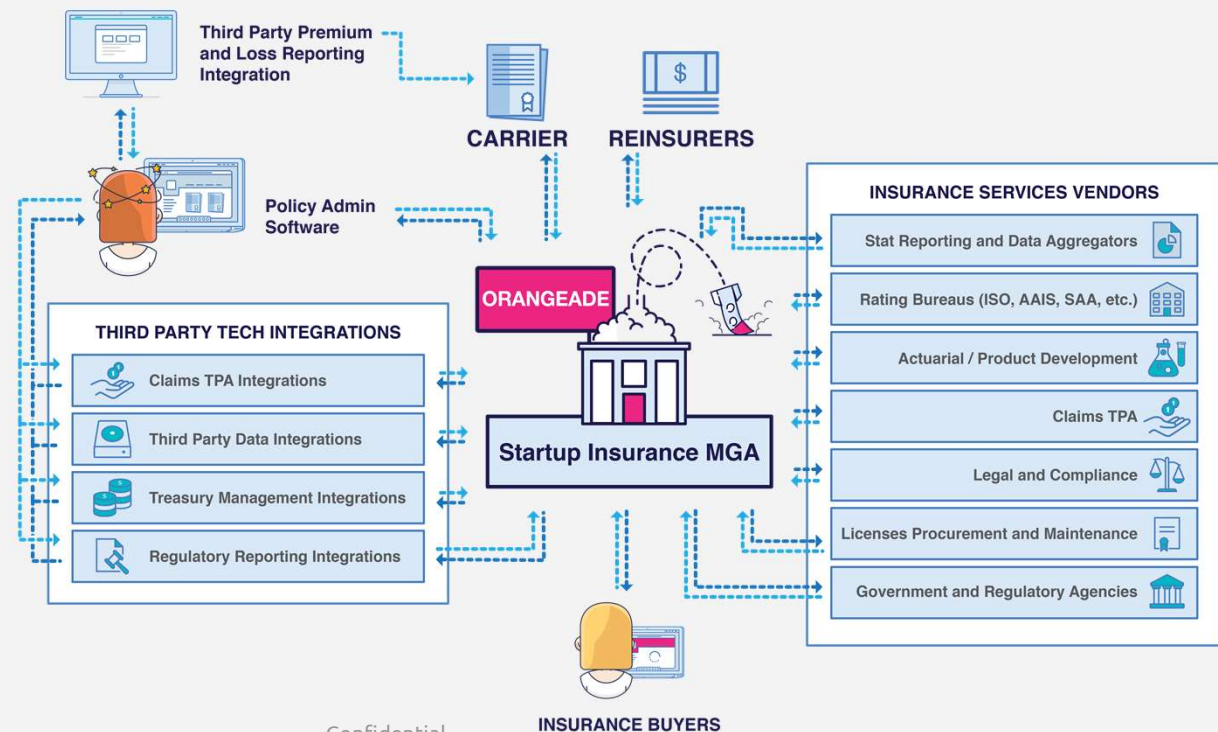 Third Party Premium
and Loss Reporting
Integration
CARRIER
REINSURERS
Policy Admin
Software
ORANGEADE
Startup Insurance MGA
THIRD PARTY TECH INTEGRATIONS
Claims TPA Integrations
Third Party Data Integrations
Treasury Management Integrations
Regulatory Reporting Integrations
INSURANCE SERVICES VENDORS
Stat Reporting and Data Aggregators
Rating Bureaus (ISO, AAIS, SAA, etc.)
Actuarial / Product Development
Claims TPA
Legal and Compliance
Licenses Procurement and Maintenance
Government and Regulatory Agencies
INSURANCE BUYERS
Confidential